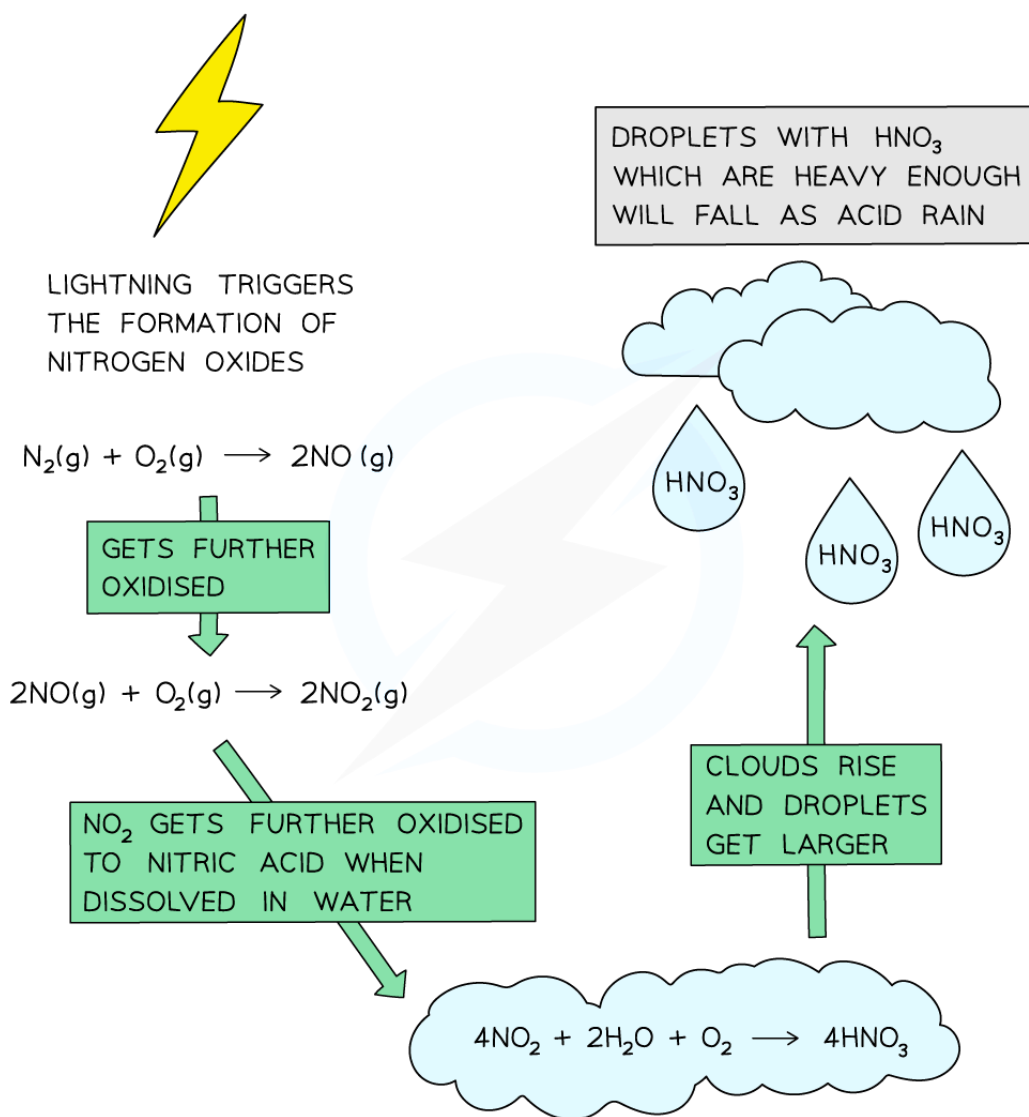 LIGHTNING TRIGGERS
THE FORMATION OF
NITROGEN OXIDES
N₂(g) + O₂(g) → 2NO (g)
GETS FURTHER
OXIDISED
2NO(g) + O₂(g) → 2NO₂(g)
NO₂ GETS FURTHER OXIDISED
TO NITRIC ACID WHEN
DISSOLVED IN WATER
4NO₂ + 2H₂O + O₂ → 4HNO₃
CLOUDS RISE
AND DROPLETS
GET LARGER
HNO₃
HNO₃
HNO₃
DROPLETS WITH HNO₃
WHICH ARE HEAVY ENOUGH
WILL FALL AS ACID RAIN